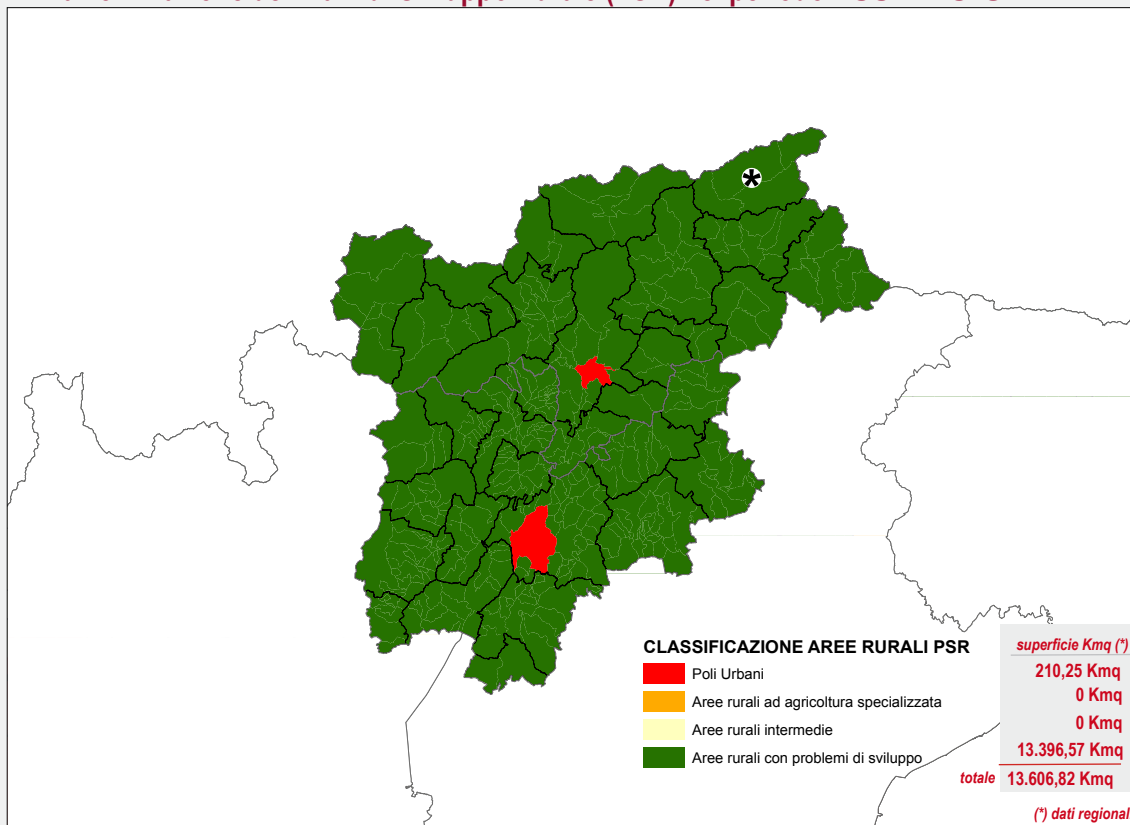 CLASSIFICAZIONE AREE RURALI PSR
superficie Kmq (*)
Poli Urbani
210,25 Kmq
Aree rurali ad agricoltura specializzata
0 Kmq
Aree rurali intermedie
0 Kmq
Aree rurali con problemi di sviluppo
13.396,57 Kmq
totale 13.606,82 Kmq
(*) dati regional